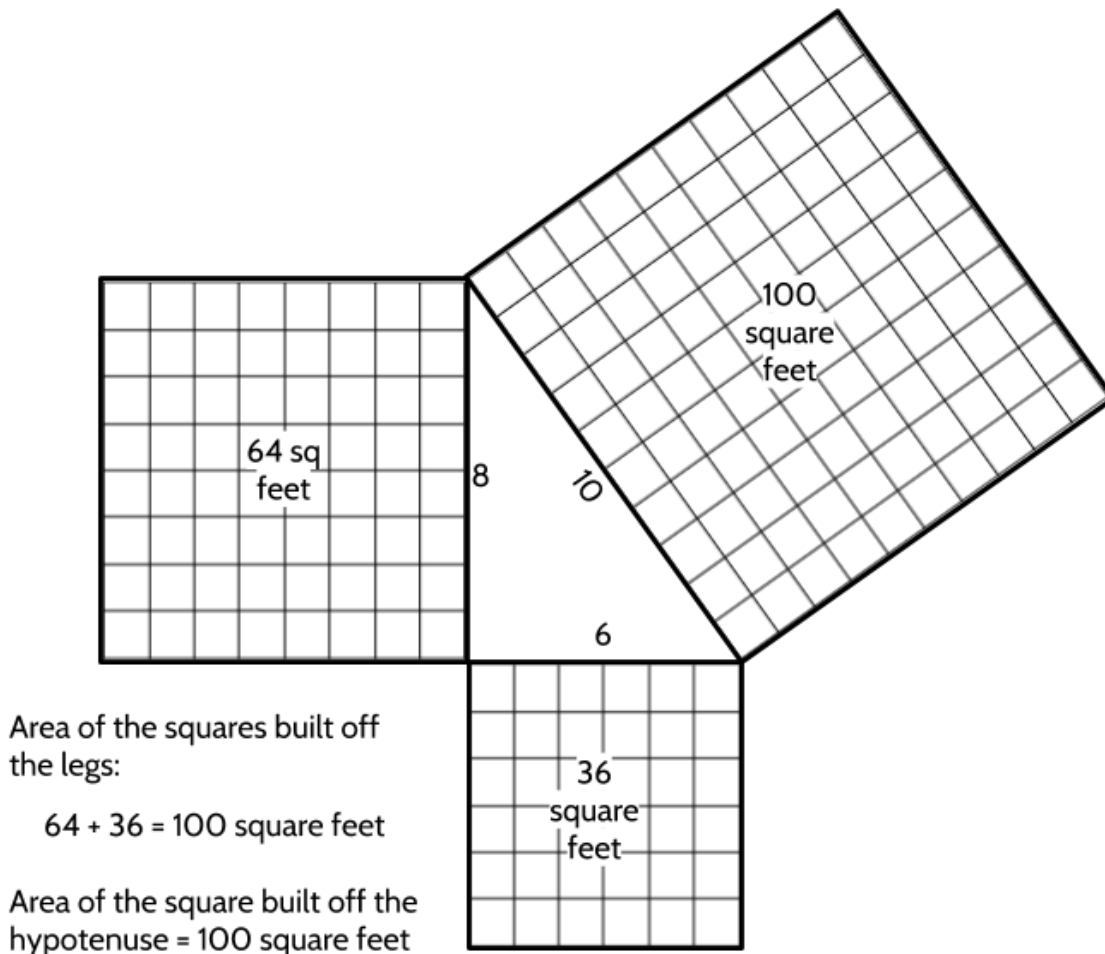 100
square
feet
64 sq
feet
8
10
6
36
square
feet
Area of the squares built off
the legs:
64 + 36 = 100 square feet
Area of the square built off the
hypotenuse = 100 square feet